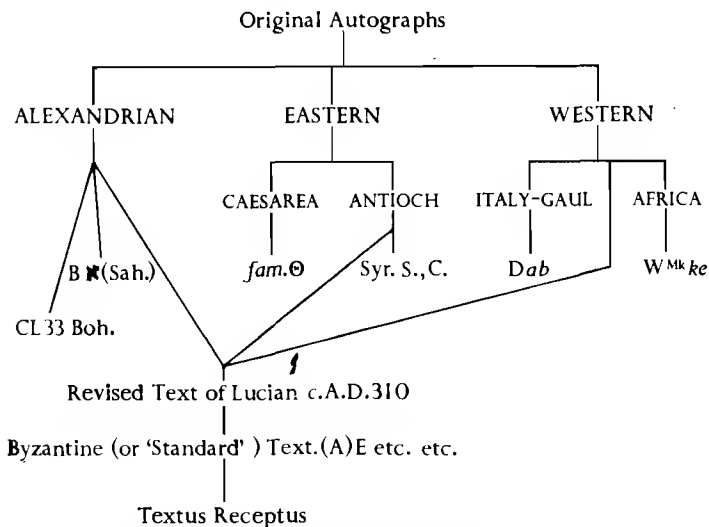 Original Autographs
ALEXANDRIAN EASTERN WESTERN
CAESAREA ANTIOCH ITALY-GAUL AFRICA
B ℵ (Sah.) fam.Θ Syr. S., C. Dab Wᴹᵏ ke
CL 33 Boh.
Revised Text of Lucian c.A.D.310
Byzantine (or 'Standard' ) Text.(A)E etc. etc.
Textus Receptus